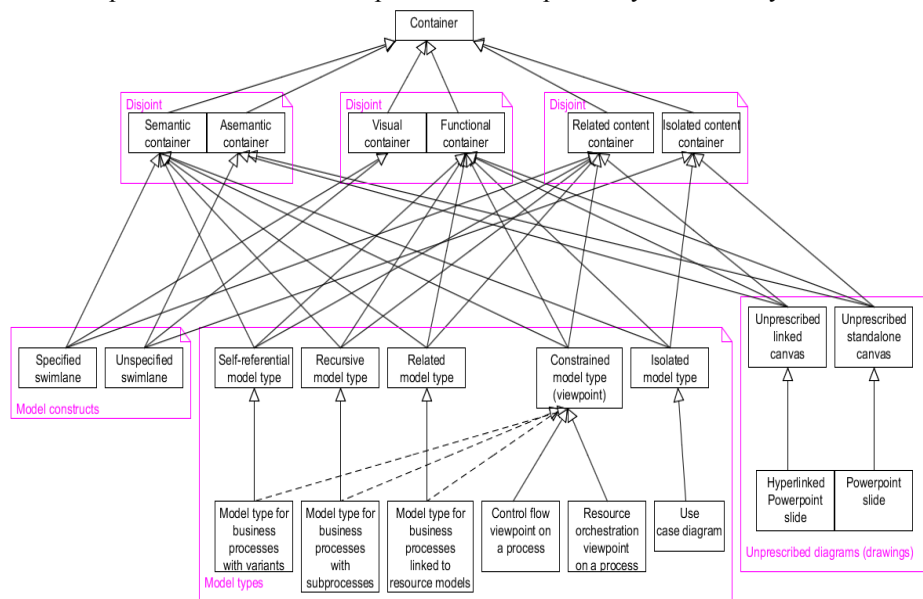 Container
Disjoint
Semantic
container
Asemantic
container
Disjoint
Visual
container
Functional
container
Disjoint
Related content
container
Isolated content
container
Specified
swimlane
Unspecified
swimlane
Model constructs
Self-referential
model type
Recursive
model type
Related
model type
Constrained
model type
(viewpoint)
Isolated
model type
Model type for
business
processes
with variants
Model type for
business
processes
with
subprocesses
Model type for
business
processes
linked to
resource models
Control flow
viewpoint on
a process
Resource
orchestration
viewpoint
on a process
Use
case diagram
Model types
Unprescribed
linked
canvas
Unprescribed
standalone
canvas
Hyperlinked
Powerpoint
slide
Powerpoint
slide
Unprescribed diagrams (drawings)